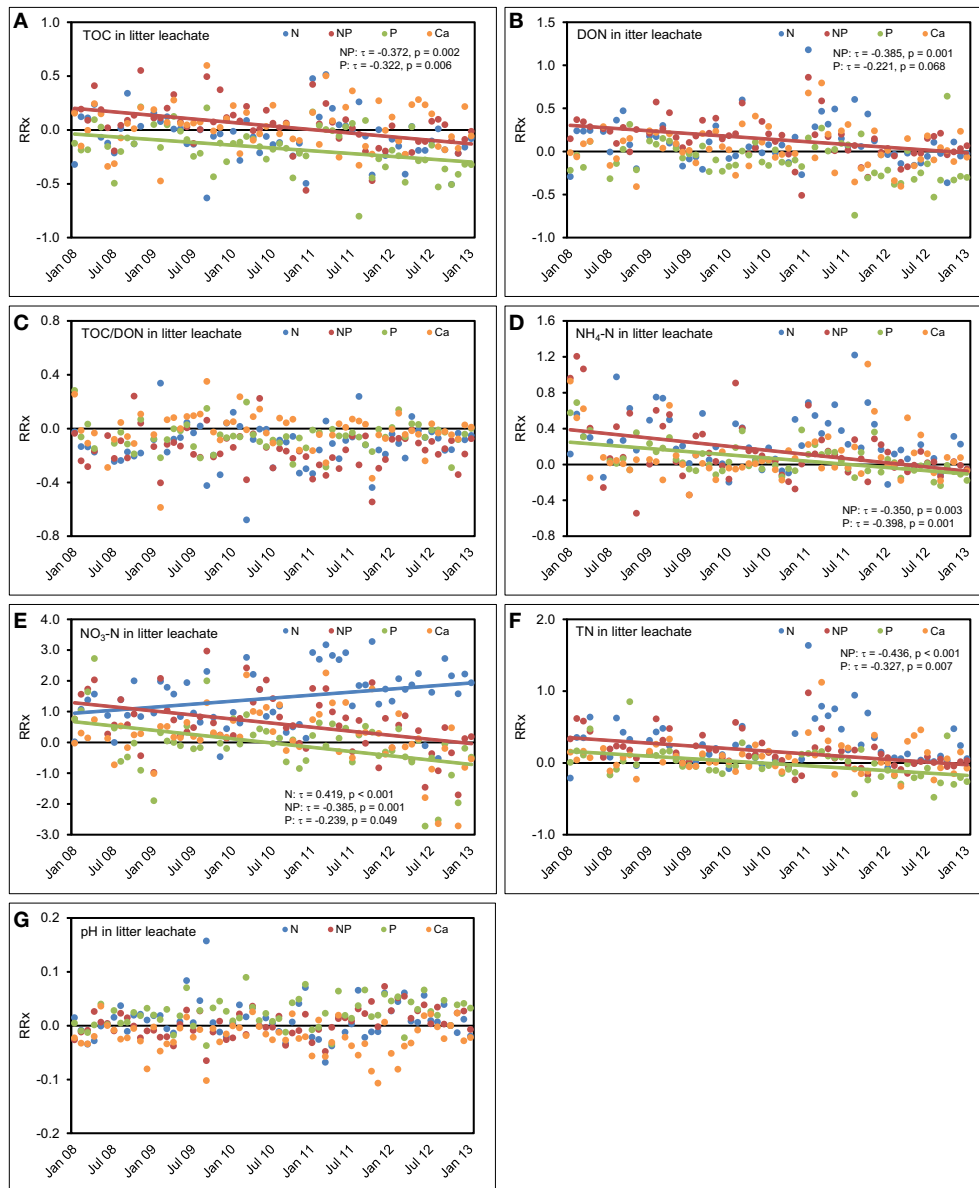 A
TOC in litter leachate
N NP P Ca
NP: τ = -0.372, p = 0.002
P: τ = -0.322, p = 0.006
RRx
1.0
0.5
0.0
-0.5
-1.0
Jan 08 Jul 08 Jan 09 Jul 09 Jan 10 Jul 10 Jan 11 Jul 11 Jan 12 Jul 12 Jan 13
B
DON in itter leachate
N NP P Ca
NP: τ = -0.385, p = 0.001
P: τ = -0.221, p = 0.068
RRx
1.5
1.0
0.5
0.0
-0.5
-1.0
Jan 08 Jul 08 Jan 09 Jul 09 Jan 10 Jul 10 Jan 11 Jul 11 Jan 12 Jul 12 Jan 13
C
TOC/DON in litter leachate
N NP P Ca
RRx
0.8
0.4
0.0
-0.4
-0.8
Jan 08 Jul 08 Jan 09 Jul 09 Jan 10 Jul 10 Jan 11 Jul 11 Jan 12 Jul 12 Jan 13
D
NH₄-N in litter leachate
N NP P Ca
RRx
1.6
1.2
0.8
0.4
0.0
-0.4
-0.8
NP: τ = -0.350, p = 0.003
P: τ = -0.398, p = 0.001
Jan 08 Jul 08 Jan 09 Jul 09 Jan 10 Jul 10 Jan 11 Jul 11 Jan 12 Jul 12 Jan 13
E
NO₃-N in litter leachate
N NP P Ca
RRx
4.0
3.0
2.0
1.0
0.0
-1.0
-2.0
-3.0
N: τ = 0.419, p < 0.001
NP: τ = -0.385, p = 0.001
P: τ = -0.239, p = 0.049
Jan 08 Jul 08 Jan 09 Jul 09 Jan 10 Jul 10 Jan 11 Jul 11 Jan 12 Jul 12 Jan 13
F
TN in litter leachate
N NP P Ca
NP: τ = -0.436, p < 0.001
P: τ = -0.327, p = 0.007
RRx
2.0
1.0
0.0
-1.0
Jan 08 Jul 08 Jan 09 Jul 09 Jan 10 Jul 10 Jan 11 Jul 11 Jan 12 Jul 12 Jan 13
G
pH in litter leachate
N NP P Ca
RRx
0.2
0.1
0.0
-0.1
-0.2
Jan 08 Jul 08 Jan 09 Jul 09 Jan 10 Jul 10 Jan 11 Jul 11 Jan 12 Jul 12 Jan 13